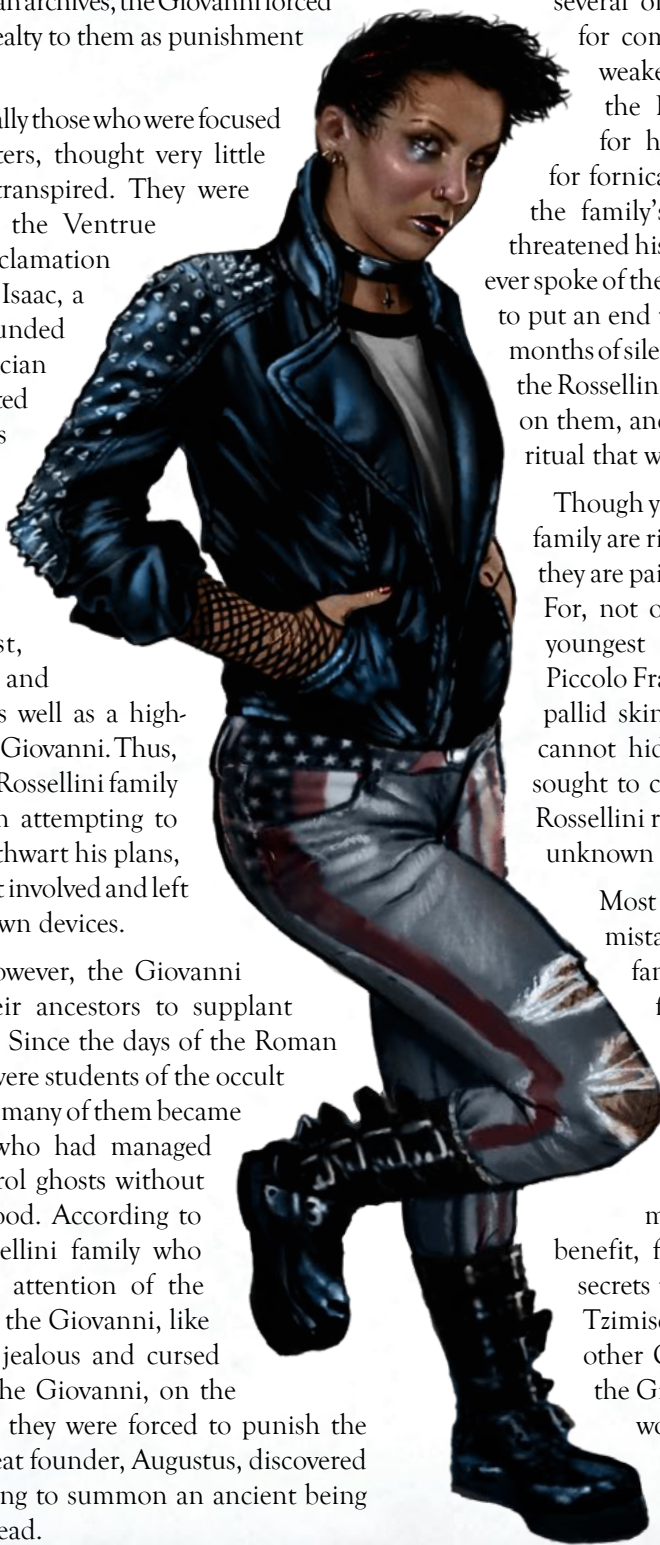 an archives, the Giovanni forced
ealty to them as punishment
ally those who were focused
ters, thought very little
transpired. They were
the Ventrue
clamation
Isaac, a
unded
cian
ted
s
st,
and
s well as a high-
Giovanni. Thus,
Rossellini family
n attempting to
thwart his plans,
t involved and left
wn devices.
owever, the Giovanni
eir ancestors to supplant
Since the days of the Roman
were students of the occult
many of them became
who had managed
rol ghosts without
ood. According to
sellini family who
attention of the
the Giovanni, like
jealous and cursed
he Giovanni, on the
they were forced to punish the
eat founder, Augustus, discovered
ng to summon an ancient being
ead.
several of
for com
weake
the
for h
for fornica
the family's
threatened his
ever spoke of the
to put an end
months of sile
the Rossellin
on them, and
ritual that w
Though y
family are ri
they are pai
For, not o
youngest
Piccolo Fra
pallid skin
cannot hid
sought to c
Rossellini r
unknown
Most
mista
fam
f
m
benefit, f
secrets
Tzimisc
other C
the Gi
wo